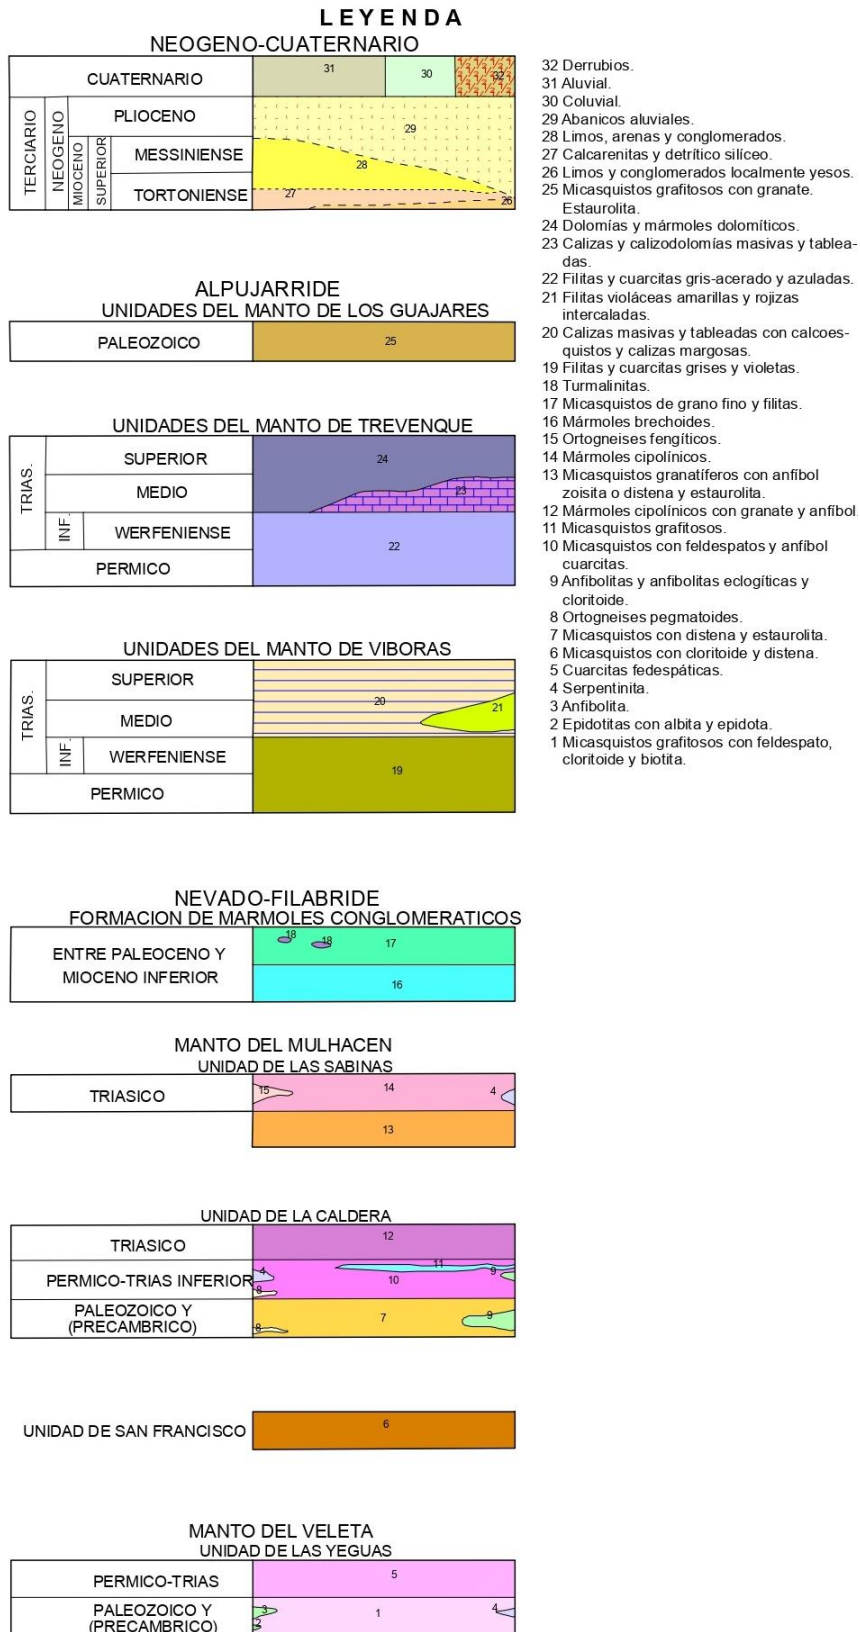 LEYENDA
NEOGENO-CUATERNARIO
CUATERNARIO
31
30
32
TERCIARIO
NEOGENO
MIOCENO
SUPERIOR
PLIOCENO
29
MESSINIENSE
28
TORTONIENSE
27
26
ALPUJARRIDE
UNIDADES DEL MANTO DE LOS GUAJARES
PALEOZOICO
25
UNIDADES DEL MANTO DE TREVENQUE
TRIAS.
SUPERIOR
24
MEDIO
23
INF.
WERFENIENSE
22
PERMICO
UNIDADES DEL MANTO DE VIBORAS
TRIAS.
SUPERIOR
20
MEDIO
21
INF.
WERFENIENSE
19
PERMICO
NEVADO-FILABRIDE
FORMACION DE MARMOLES CONGLOMERATICOS
ENTRE PALEOCENO Y
MIOCENO INFERIOR
18
18
17
16
MANTO DEL MULHACEN
UNIDAD DE LAS SABINAS
TRIASICO
15
14
4
13
UNIDAD DE LA CALDERA
TRIASICO
12
PERMICO-TRIAS INFERIOR
4
11
9
10
8
PALEOZOICO Y
(PRECAMBRICO)
7
9
8
UNIDAD DE SAN FRANCISCO
6
MANTO DEL VELETA
UNIDAD DE LAS YEGUAS
PERMICO-TRIAS
5
PALEOZOICO Y
(PRECAMBRICO)
3
1
4
2
32 Derrubios.
31 Aluvial.
30 Coluvial.
29 Abanicos aluviales.
28 Limos, arenas y conglomerados.
27 Calcarenitas y detrítico silíceo.
26 Limos y conglomerados localmente yesos.
25 Micasquistos grafitosos con granate.
Estaurolita.
24 Dolomías y mármoles dolomíticos.
23 Calizas y calizodolomías masivas y tablea-
das.
22 Filitas y cuarcitas gris-acerado y azuladas.
21 Filitas violáceas amarillas y rojizas
intercaladas.
20 Calizas masivas y tableadas con calcoes-
quistos y calizas margosas.
19 Filitas y cuarcitas grises y violetas.
18 Turmalinitas.
17 Micasquistos de grano fino y filitas.
16 Mármoles brechoides.
15 Ortogneises fengíticos.
14 Mármoles cipolínicos.
13 Micasquistos granatíferos con anfíbol
zoisita o distena y estaurolita.
12 Mármoles cipolínicos con granate y anfíbol
11 Micasquistos grafitosos.
10 Micasquistos con feldespatos y anfíbol
cuarcitas.
9 Anfibolitas y anfibolitas eclogíticas y
cloritoide.
8 Ortogneises pegmatoides.
7 Micasquistos con distena y estaurolita.
6 Micasquistos con cloritoide y distena.
5 Cuarcitas fedespáticas.
4 Serpentinita.
3 Anfibolita.
2 Epidotitas con albita y epidota.
1 Micasquistos grafitosos con feldespato,
cloritoide y biotita.